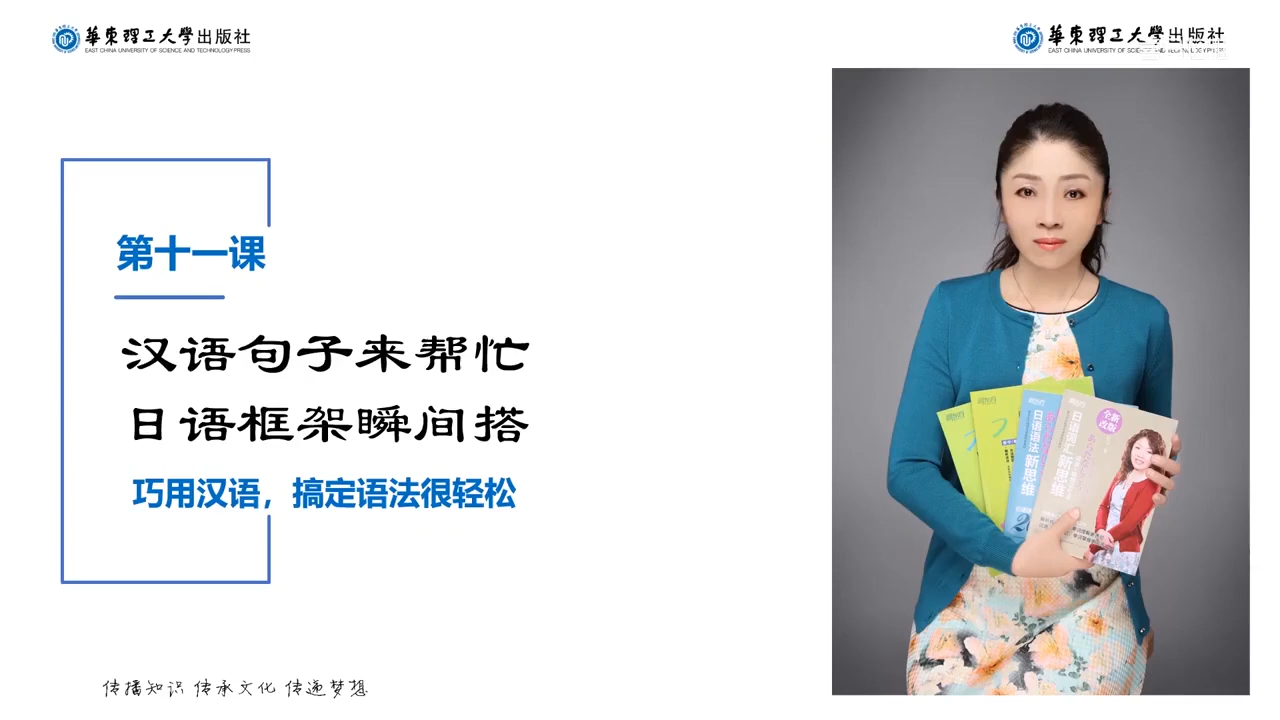 華東理工大學出版社
EAST CHINA UNIVERSITY OF SCIENCE AND TECHNOLOGY PRESS
華東理工大學出版社
第十一课
汉语句子来帮忙
日语框架瞬间搭
巧用汉语，搞定语法很轻松
传播知识 传承文化 传递梦想
全新
改版
日语语法新思维
日语词汇新思维